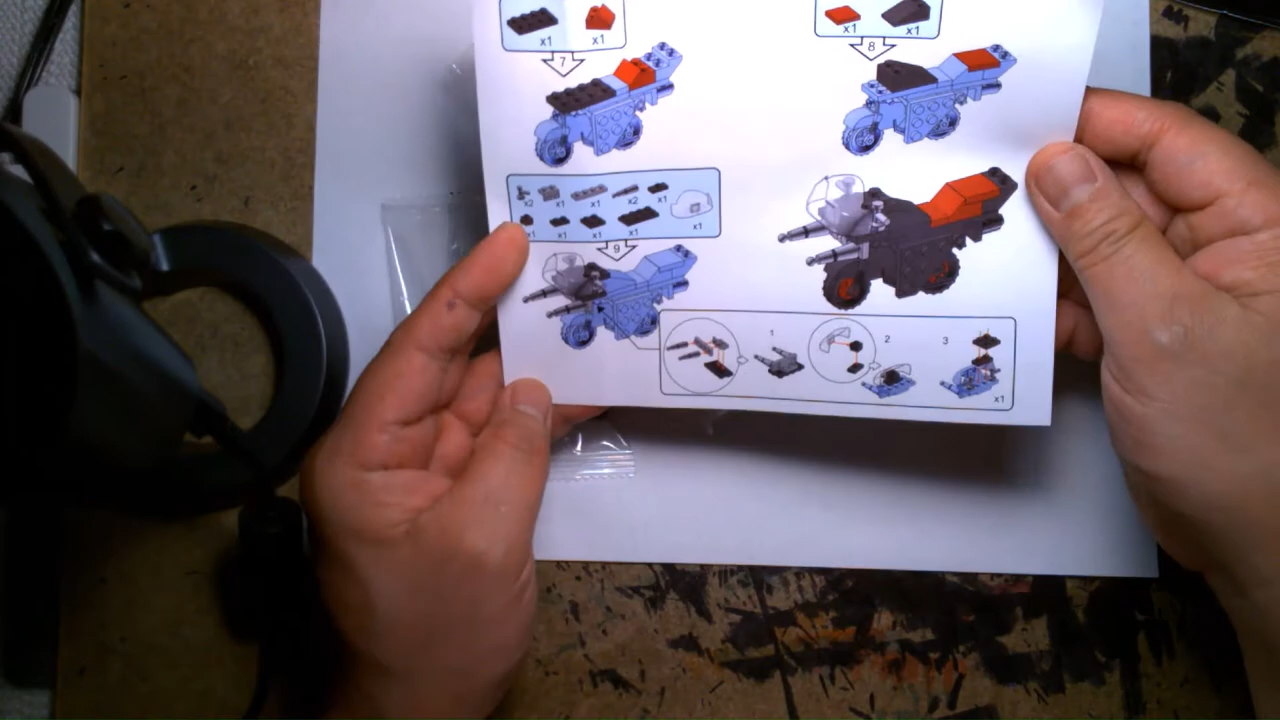 x1 x1
7
x1 x1
8
x2 x1 x1 x2 x1
x1 x1 x1 x1 x1
9
1 2 3
x1